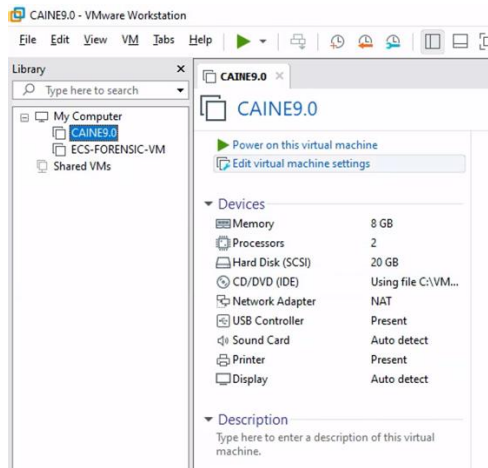 CAINE9.0 - VMware Workstation
File Edit View VM Tabs Help
Library
Type here to search
My Computer
CAINE9.0
ECS-FORENSIC-VM
Shared VMs
CAINE9.0
CAINE9.0
Power on this virtual machine
Edit virtual machine settings
Devices
Memory 8 GB
Processors 2
Hard Disk (SCSI) 20 GB
CD/DVD (IDE) Using file C:\VM...
Network Adapter NAT
USB Controller Present
Sound Card Auto detect
Printer Present
Display Auto detect
Description
Type here to enter a description of this virtual
machine.